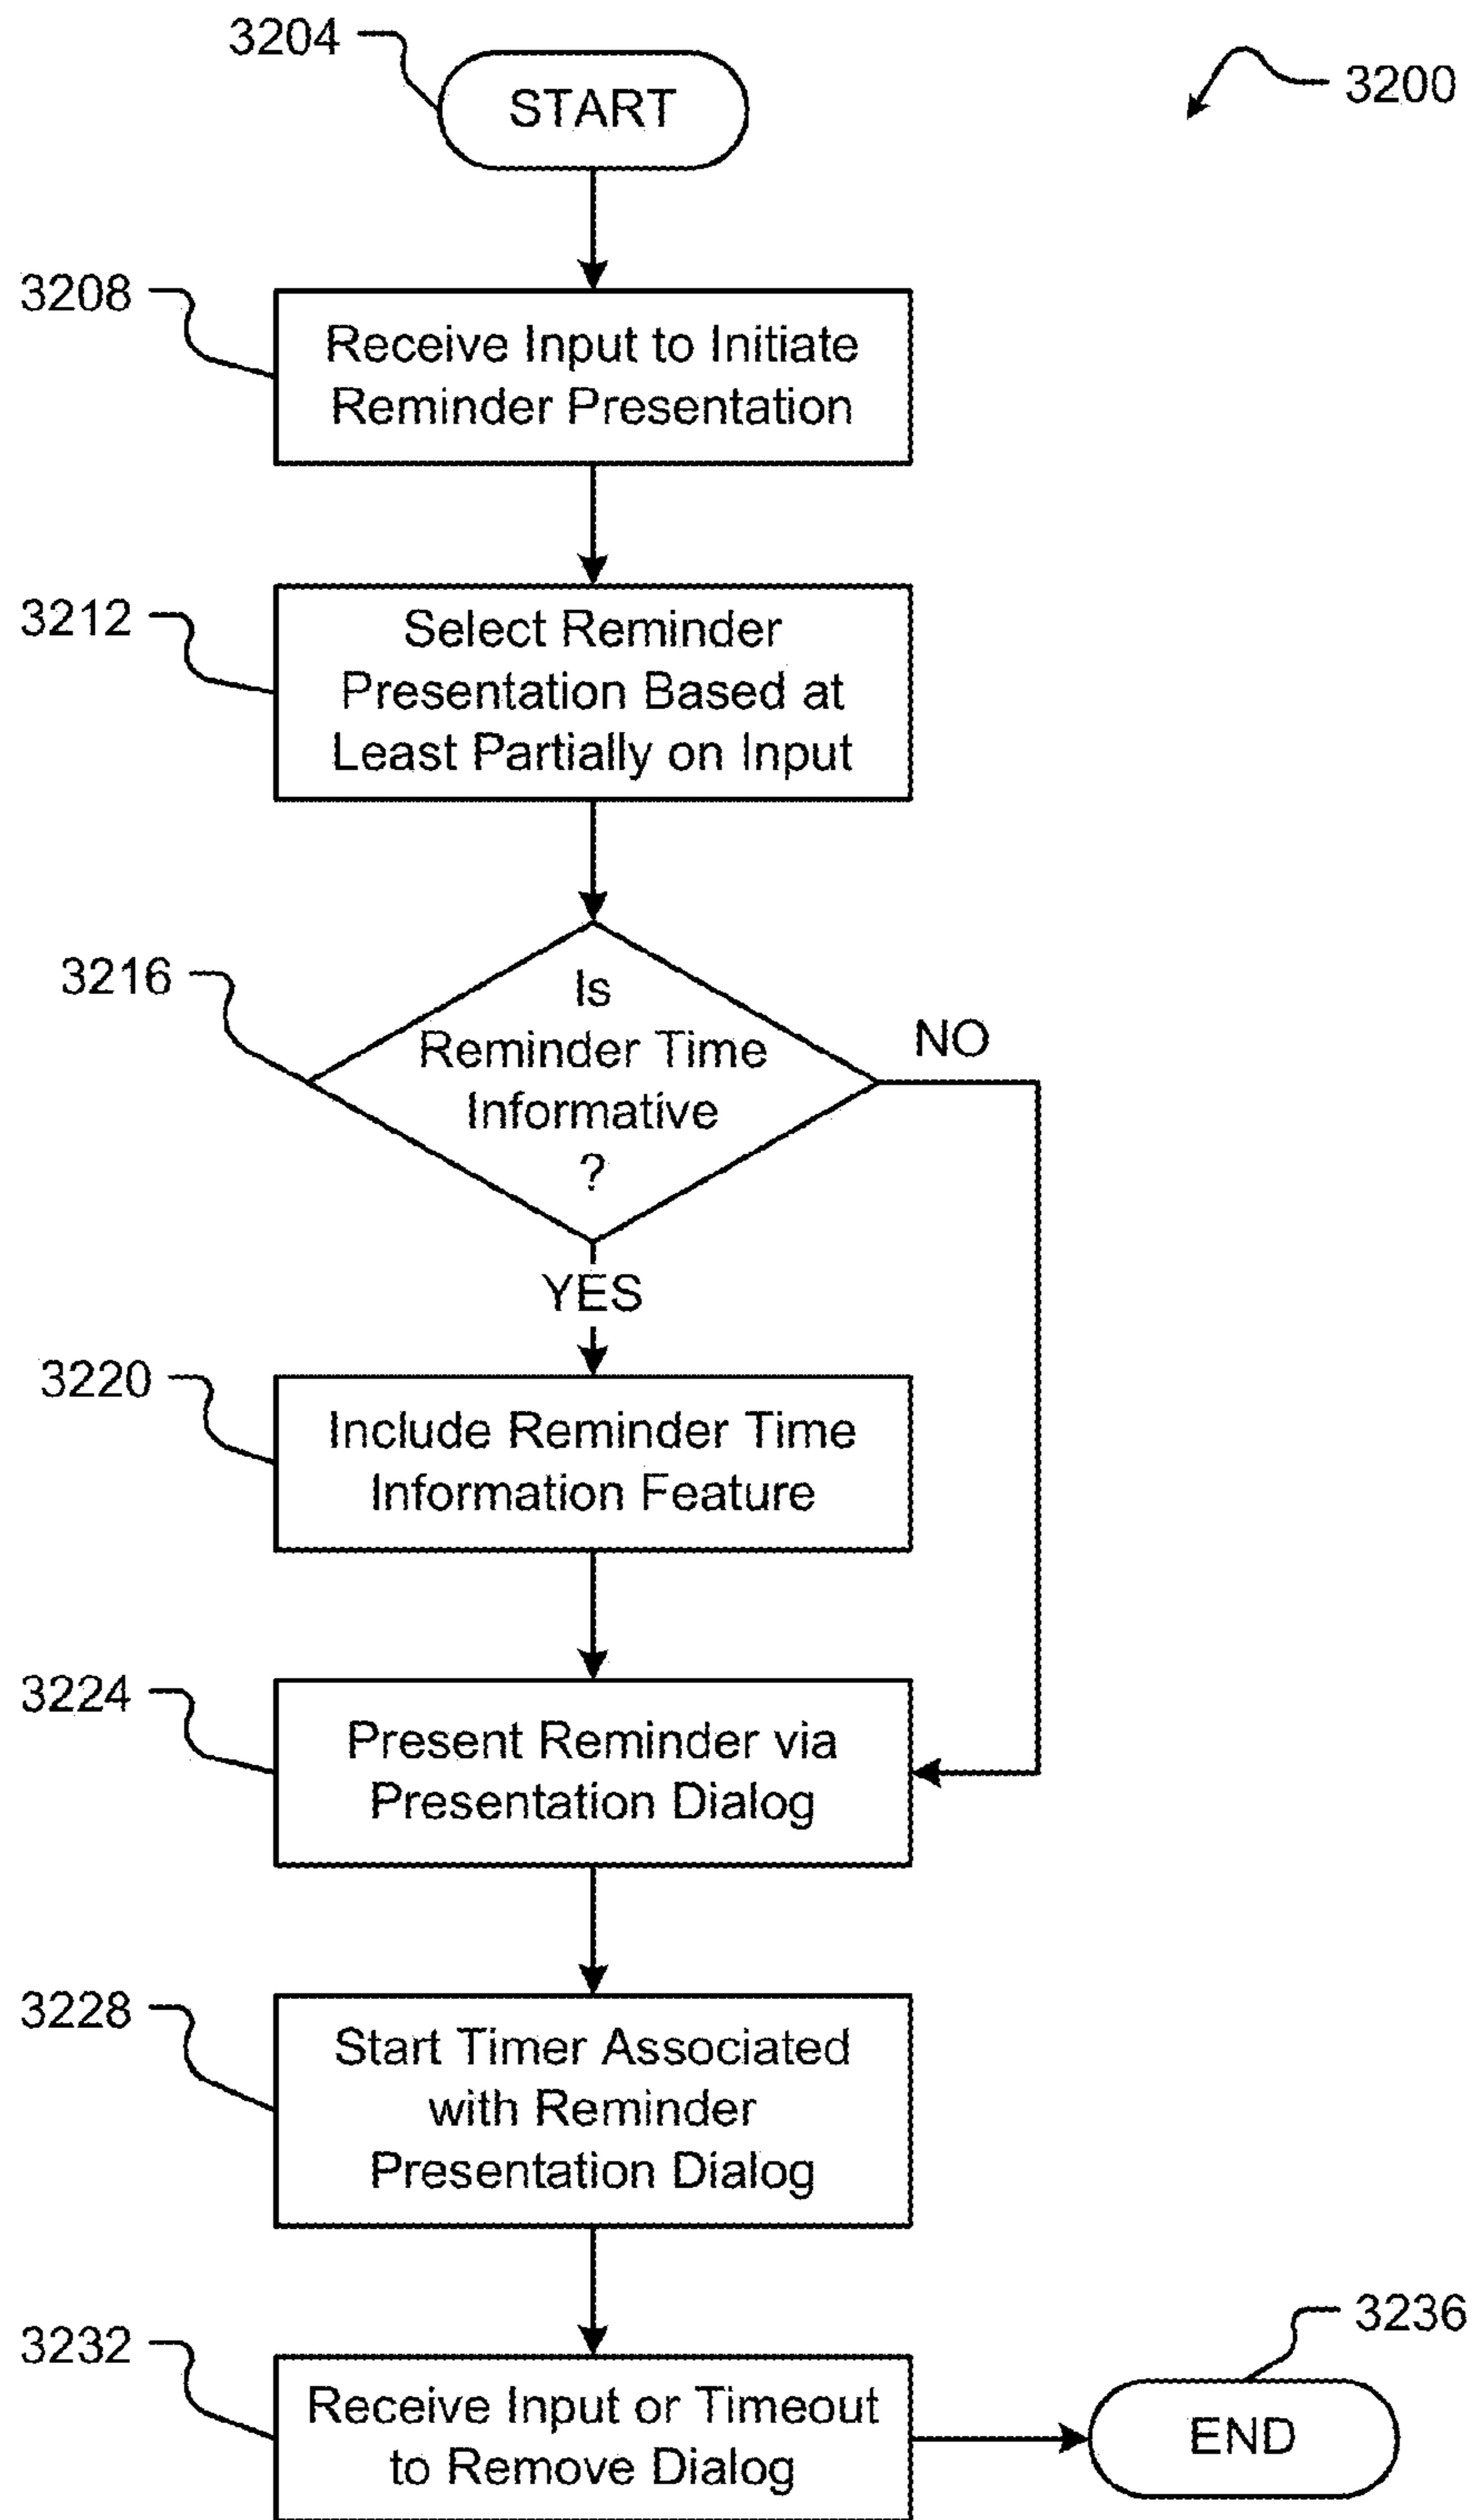 3204
START
3200
3208
Receive Input to Initiate
Reminder Presentation
3212
Select Reminder
Presentation Based at
Least Partially on Input
3216
Is
Reminder Time
Informative
?
NO
YES
3220
Include Reminder Time
Information Feature
3224
Present Reminder via
Presentation Dialog
3228
Start Timer Associated
with Reminder
Presentation Dialog
3232
Receive Input or Timeout
to Remove Dialog
3236
END